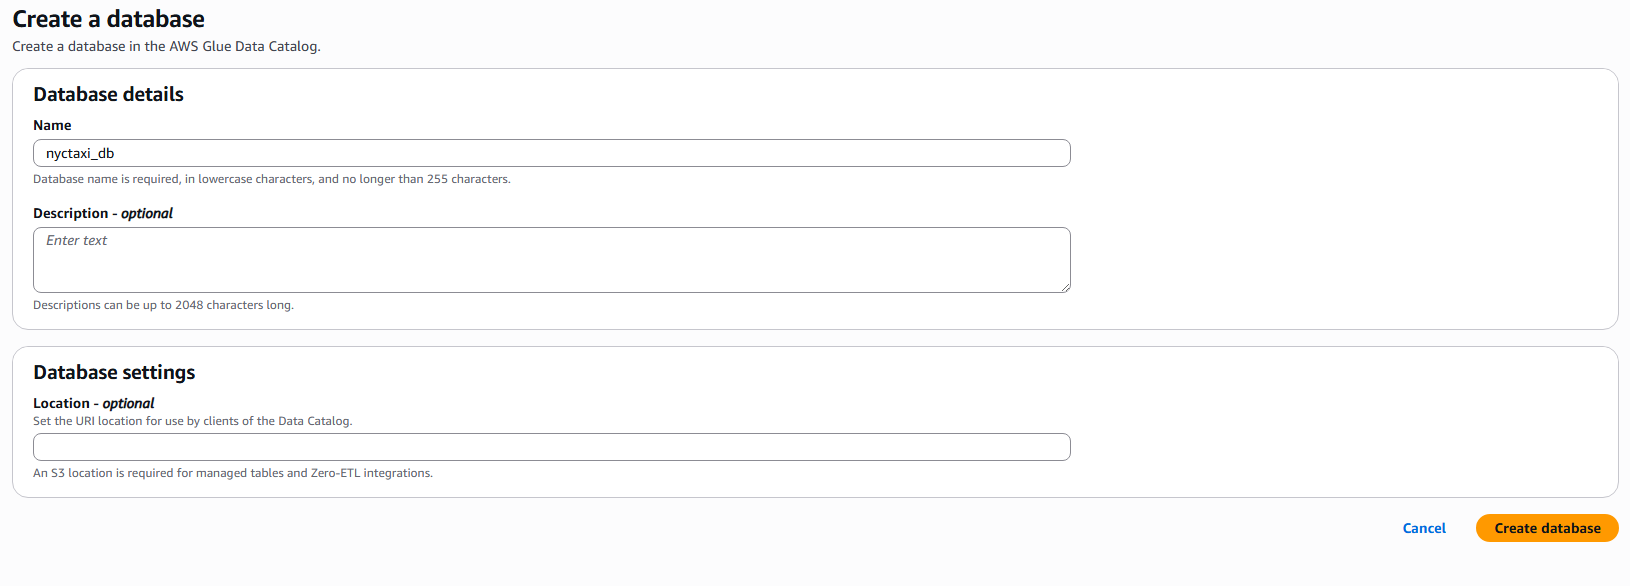 Create a database
Create a database in the AWS Glue Data Catalog.
Database details
Name
nyctaxi_db
Database name is required, in lowercase characters, and no longer than 255 characters.
Description - optional
Enter text
Descriptions can be up to 2048 characters long.
Database settings
Location - optional
Set the URI location for use by clients of the Data Catalog.
An S3 location is required for managed tables and Zero-ETL integrations.
Cancel
Create database